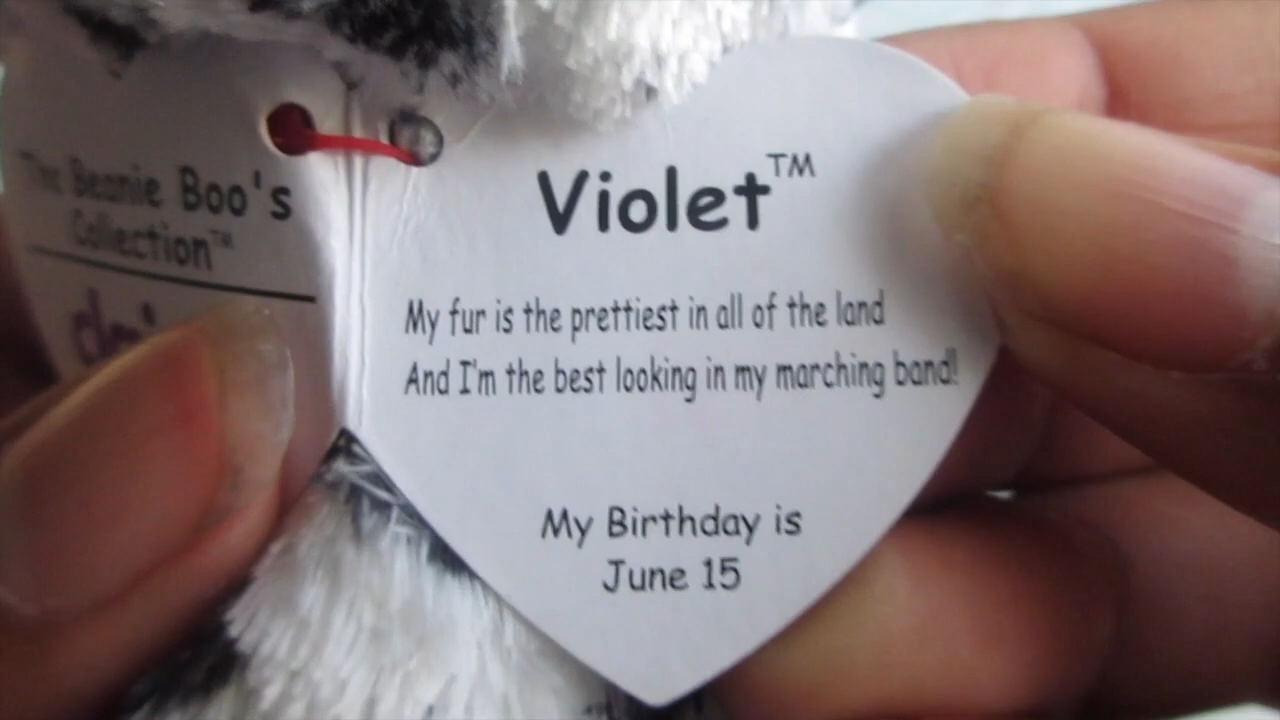 The Beanie Boo's
Collection™
Violet™
My fur is the prettiest in all of the land
And I'm the best looking in my marching band!
My Birthday is
June 15